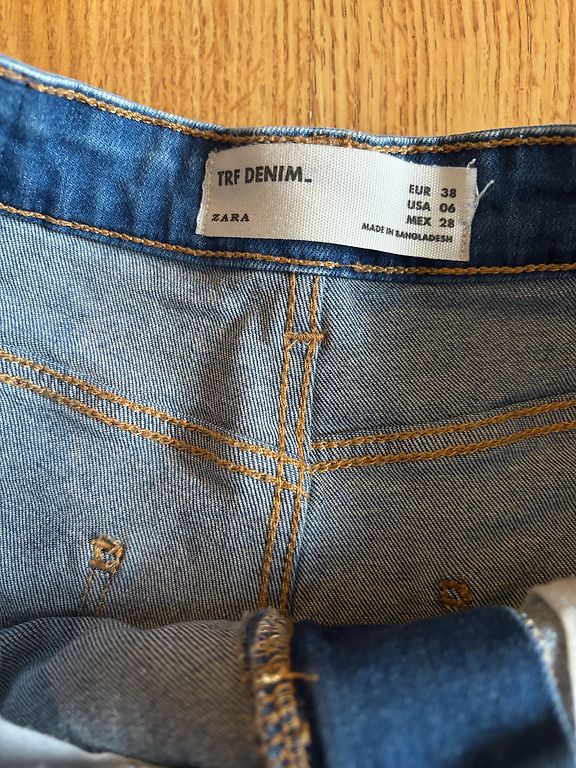 TRF DENIM_
ZARA
EUR 38
USA 06
MEX 28
MADE IN BANGLADESH